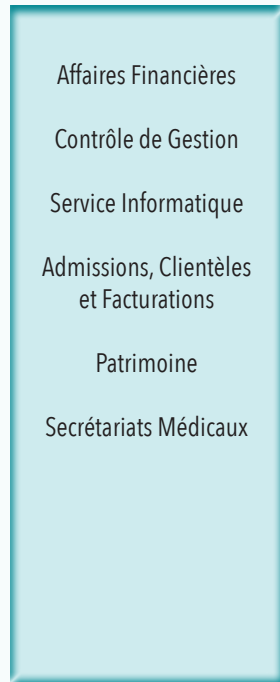 Affaires Financières
Contrôle de Gestion
Service Informatique
Admissions, Clientèles
et Facturations
Patrimoine
Secrétariats Médicaux